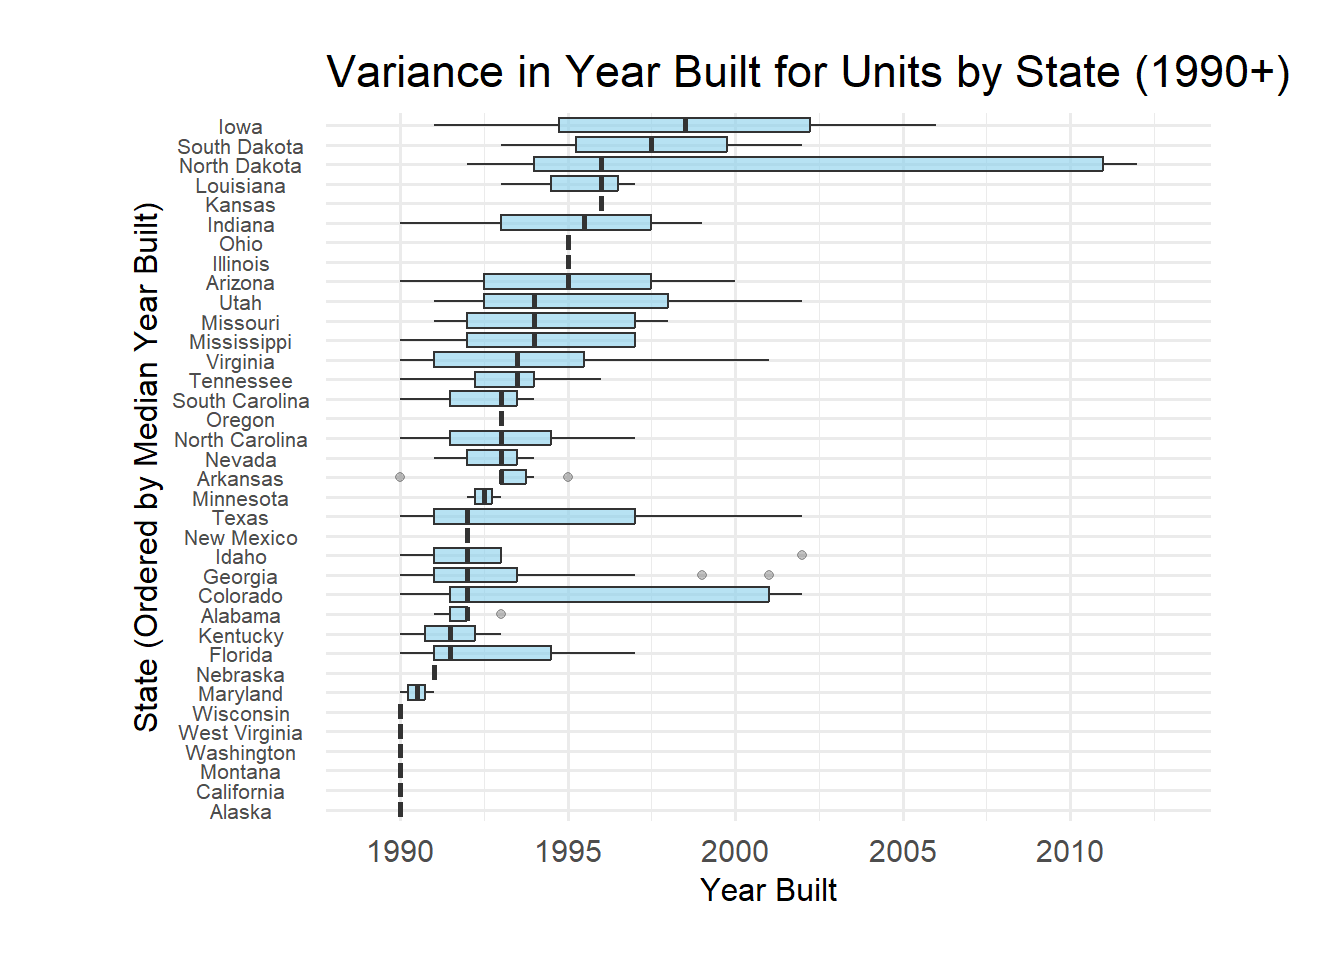 Variance in Year Built for Units by State (1990+)
State (Ordered by Median Year Built)
Iowa
South Dakota
North Dakota
Louisiana
Kansas
Indiana
Ohio
Illinois
Arizona
Utah
Missouri
Mississippi
Virginia
Tennessee
South Carolina
Oregon
North Carolina
Nevada
Arkansas
Minnesota
Texas
New Mexico
Idaho
Georgia
Colorado
Alabama
Kentucky
Florida
Nebraska
Maryland
Wisconsin
West Virginia
Washington
Montana
California
Alaska
1990 1995 2000 2005 2010
Year Built